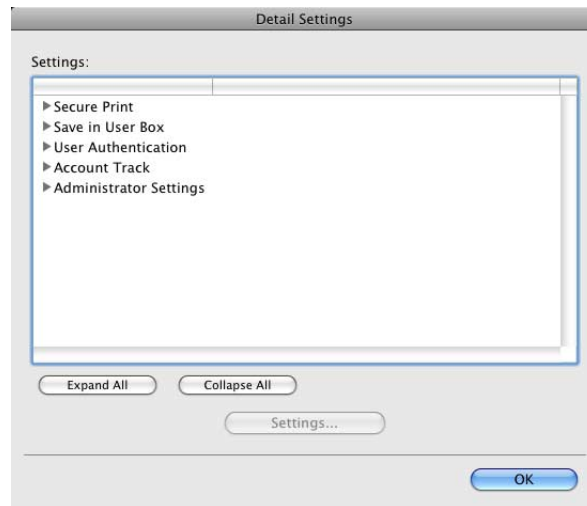 Detail Settings
Settings:
Secure Print
Save in User Box
User Authentication
Account Track
Administrator Settings
Expand All
Collapse All
Settings...
OK